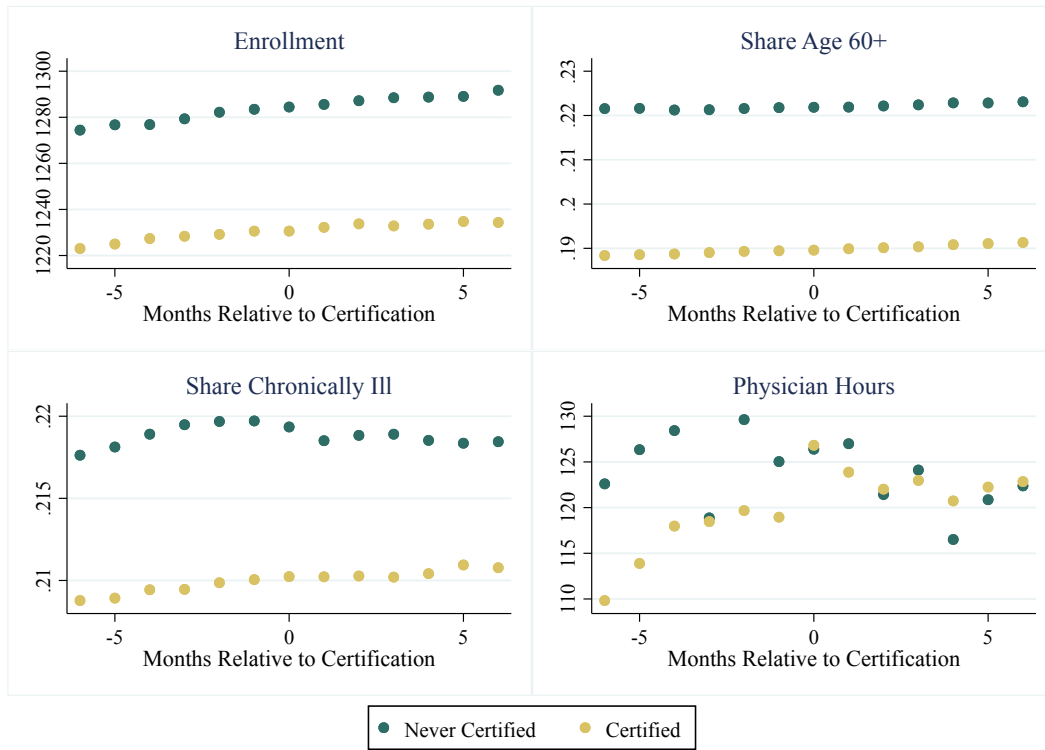 Enrollment
1300
1280
1260
1240
1220
-5 0 5
Months Relative to Certification
Share Age 60+
.23
.22
.21
.2
.19
-5 0 5
Months Relative to Certification
Share Chronically Ill
.22
.215
.21
-5 0 5
Months Relative to Certification
Physician Hours
130
125
120
115
110
-5 0 5
Months Relative to Certification
Never Certified Certified